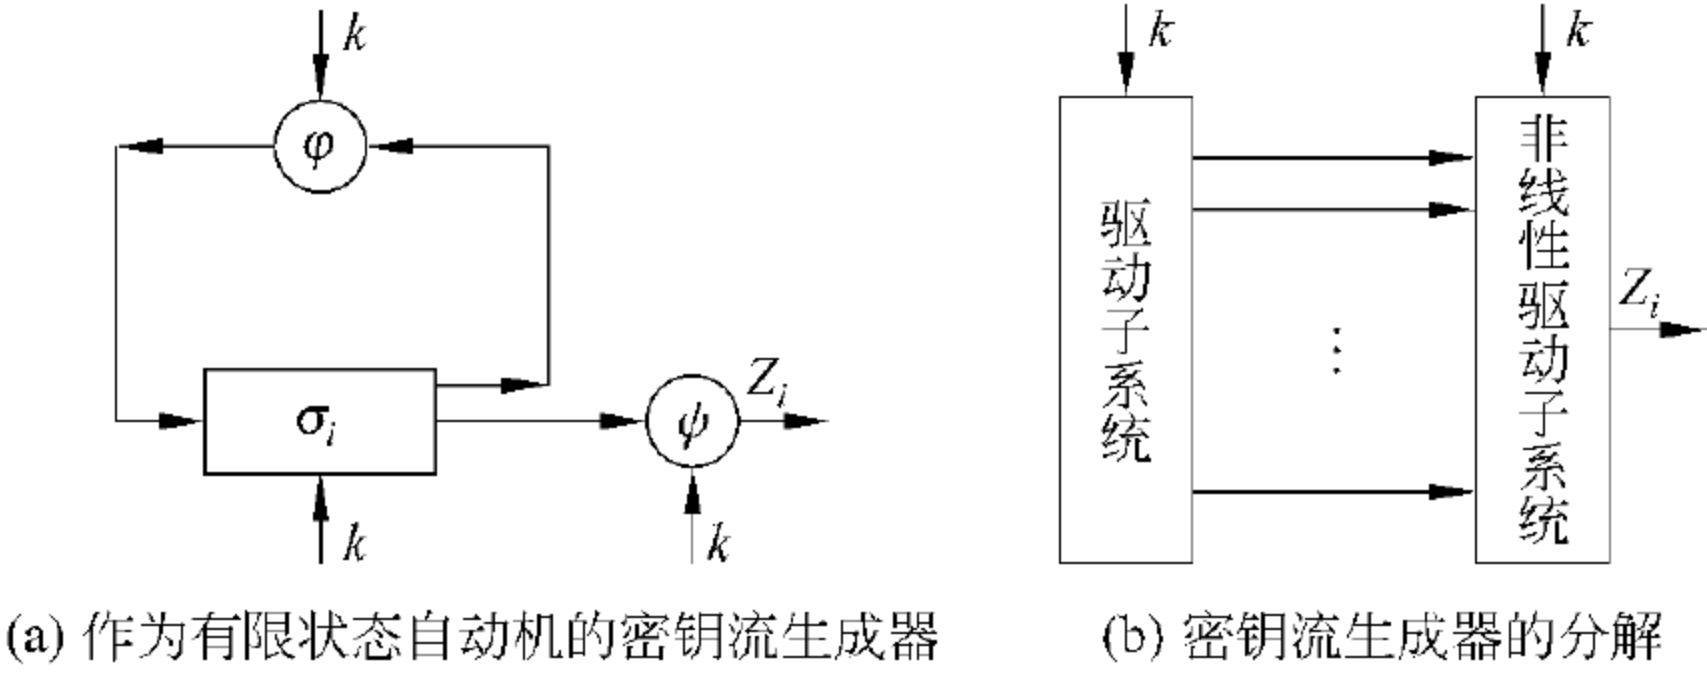 k
φ
σi
k
ψ
k
Zi
(a) 作为有限状态自动机的密钥流生成器
k
驱动子系统
k
非线性驱动子系统
Zi
(b) 密钥流生成器的分解